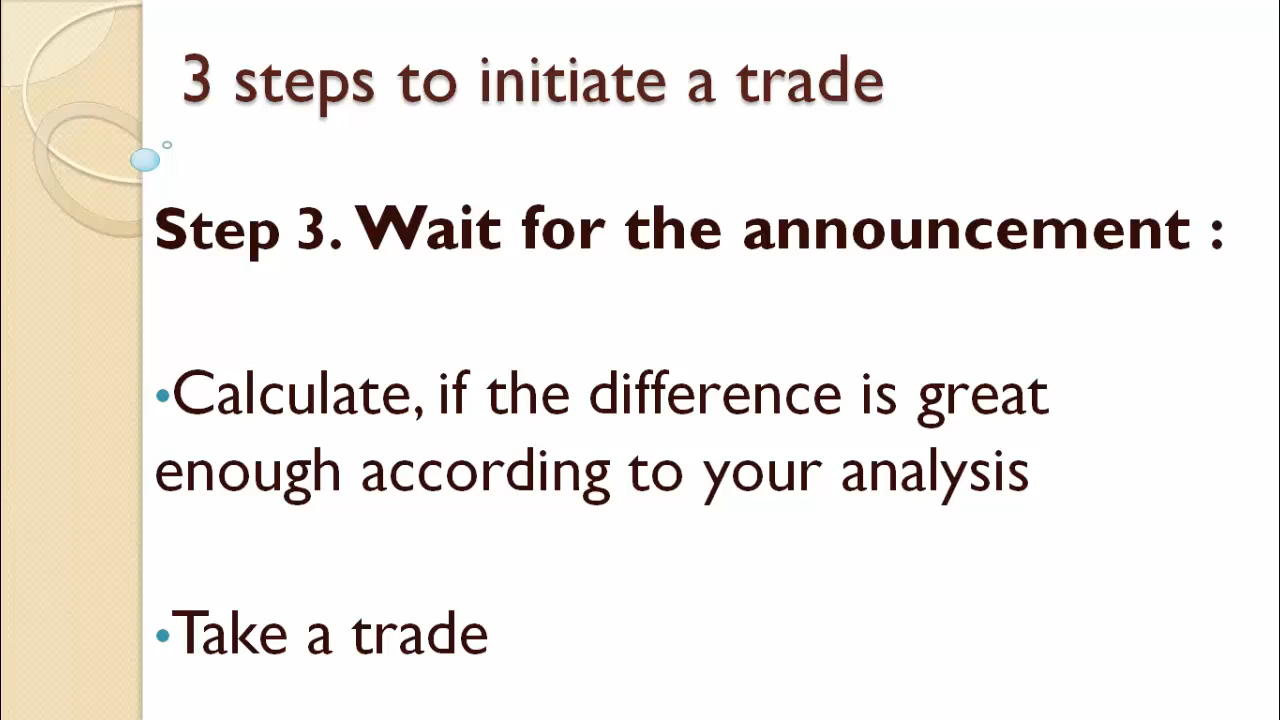 3 steps to initiate a trade
Step 3. Wait for the announcement :
•Calculate, if the difference is great
enough according to your analysis
•Take a trade